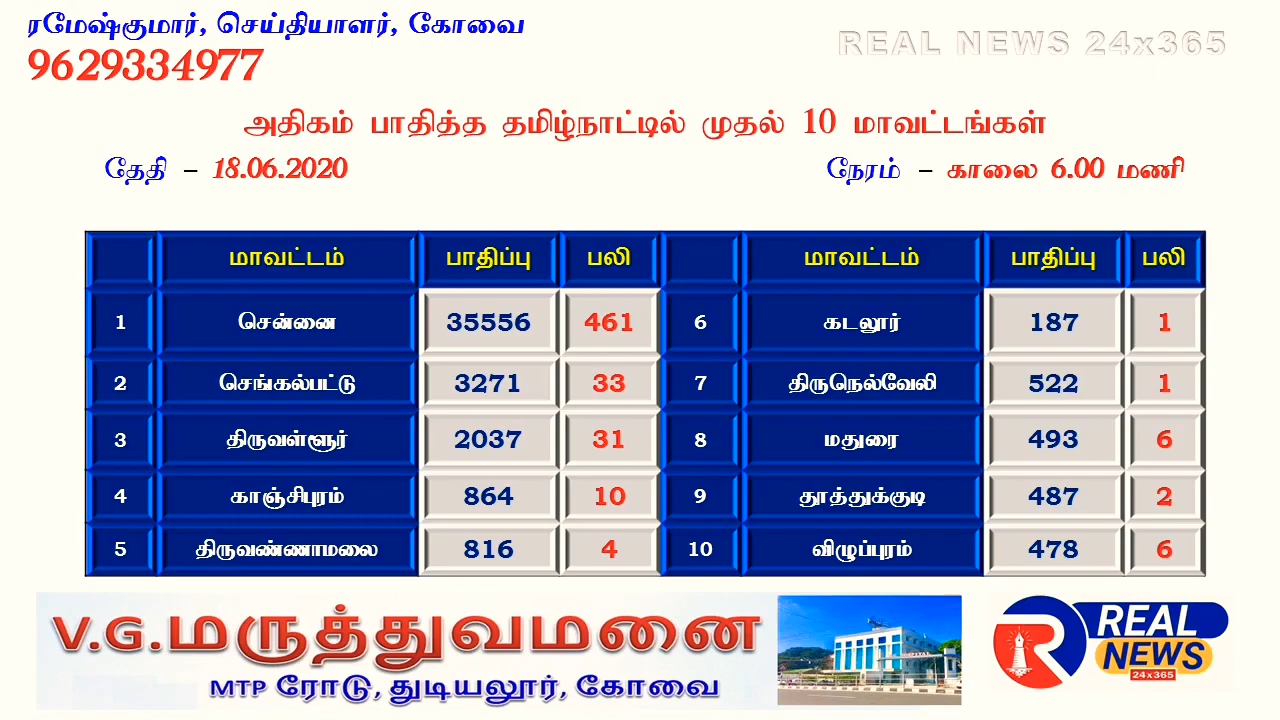 ரமேஷ்குமார், செய்தியாளர், கோவை
9629334977
REAL NEWS 24x365
அதிகம் பாதித்த தமிழ்நாட்டில் முதல் 10 மாவட்டங்கள்
தேதி – 18.06.2020 நேரம் – காலை 6.00 மணி
மாவட்டம் பாதிப்பு பலி மாவட்டம் பாதிப்பு பலி
1 சென்னை 35556 461 6 கடலூர் 187 1
2 செங்கல்பட்டு 3271 33 7 திருநெல்வேலி 522 1
3 திருவள்ளூர் 2037 31 8 மதுரை 493 6
4 காஞ்சிபுரம் 864 10 9 தூத்துக்குடி 487 2
5 திருவண்ணாமலை 816 4 10 விழுப்புரம் 478 6
V.G.மருத்துவமனை
MTP ரோடு, துடியலூர், கோவை
REAL
NEWS
24x365